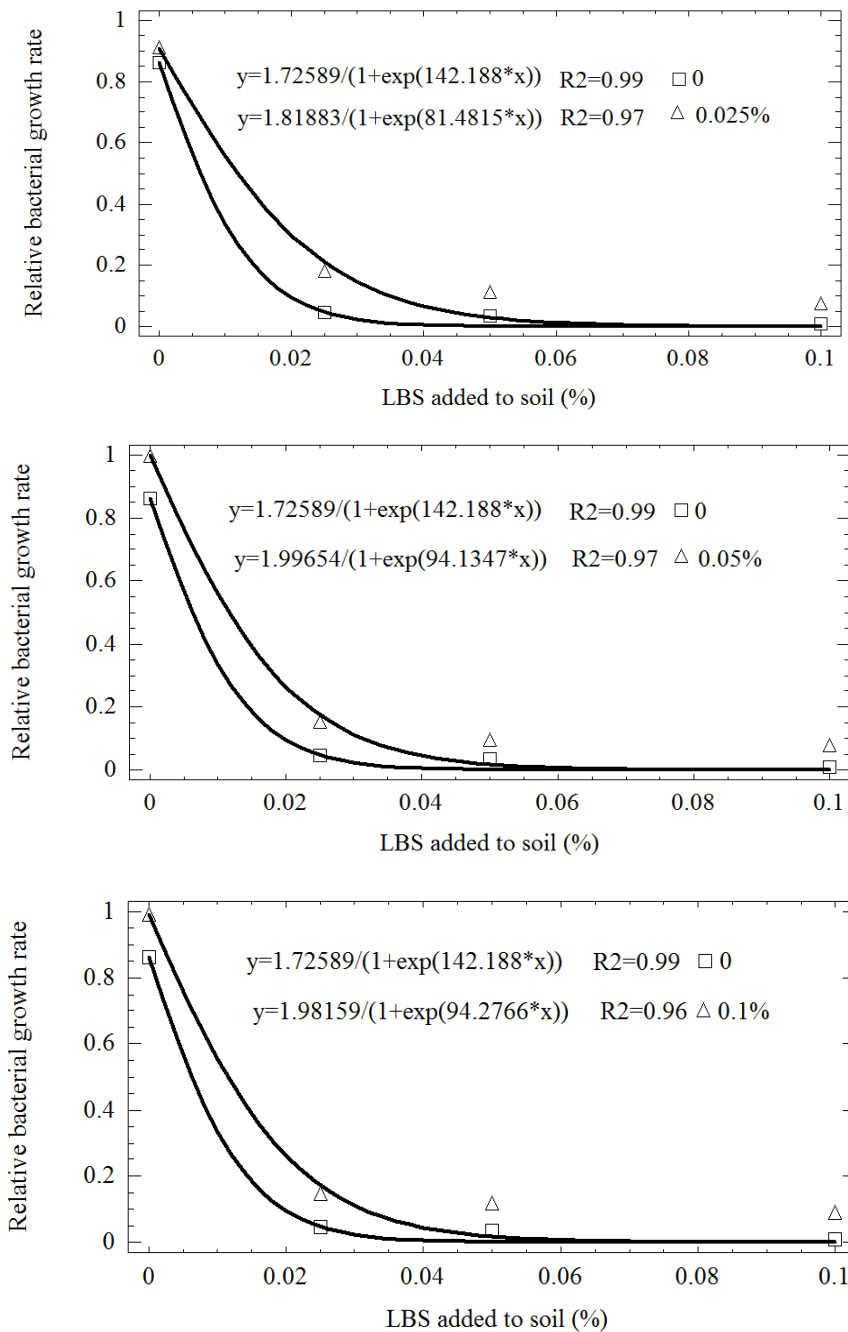 Relative bacterial growth rate
1
0.8
0.6
0.4
0.2
0
y=1.72589/(1+exp(142.188*x)) R2=0.99 0
y=1.81883/(1+exp(81.4815*x)) R2=0.97 0.025%
0 0.02 0.04 0.06 0.08 0.1
LBS added to soil (%)
Relative bacterial growth rate
1
0.8
0.6
0.4
0.2
0
y=1.72589/(1+exp(142.188*x)) R2=0.99 0
y=1.99654/(1+exp(94.1347*x)) R2=0.97 0.05%
0 0.02 0.04 0.06 0.08 0.1
LBS added to soil (%)
Relative bacterial growth rate
1
0.8
0.6
0.4
0.2
0
y=1.72589/(1+exp(142.188*x)) R2=0.99 0
y=1.98159/(1+exp(94.2766*x)) R2=0.96 0.1%
0 0.02 0.04 0.06 0.08 0.1
LBS added to soil (%)